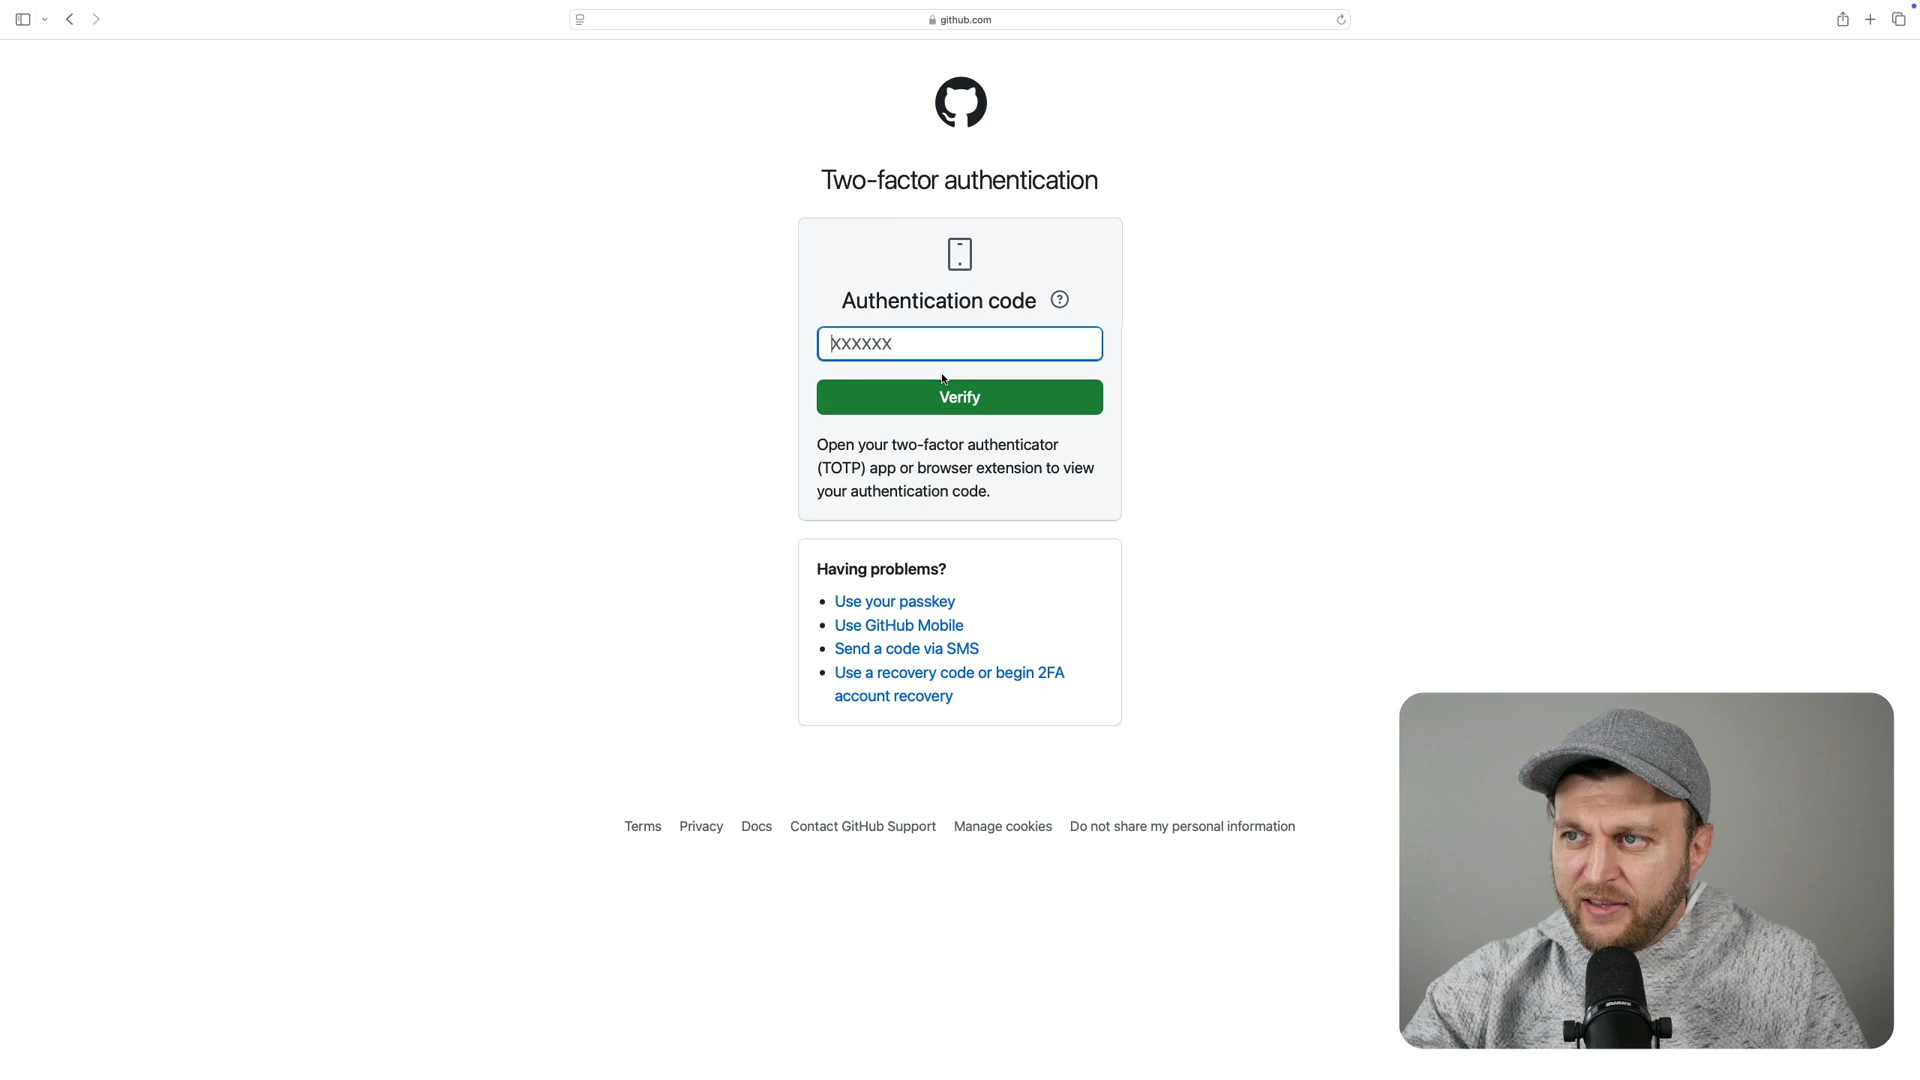 github.com
Two-factor authentication
Authentication code
XXXXXX
Verify
Open your two-factor authenticator
(TOTP) app or browser extension to view
your authentication code.
Having problems?
Use your passkey
Use GitHub Mobile
Send a code via SMS
Use a recovery code or begin 2FA
account recovery
Terms Privacy Docs Contact GitHub Support Manage cookies Do not share my personal information